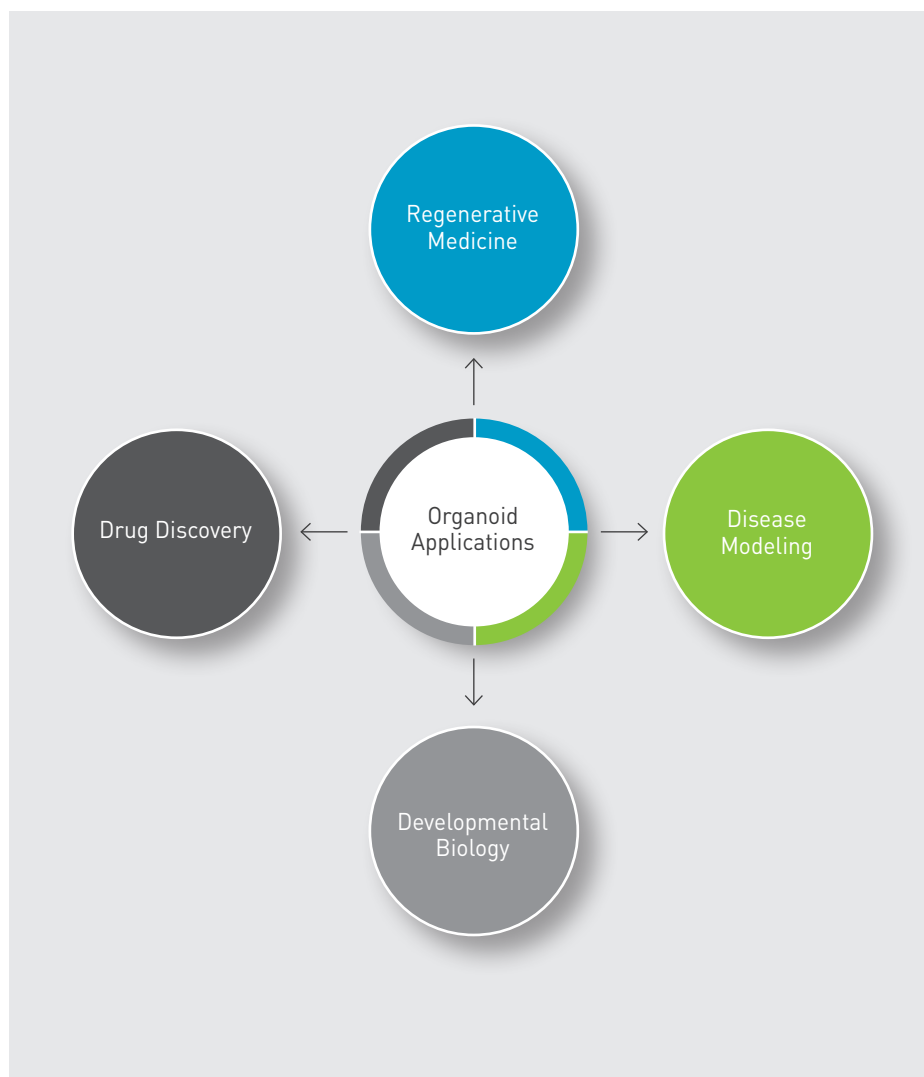 Regenerative
Medicine
Drug Discovery
Organoid
Applications
Disease
Modeling
Developmental
Biology